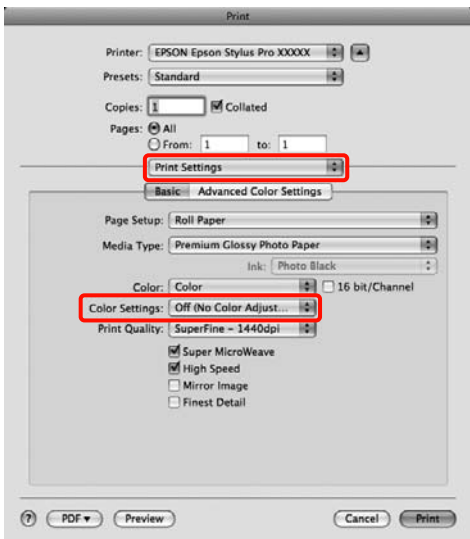 Print
Printer: EPSON Epson Stylus Pro XXXXX
Presets: Standard
Copies: 1 Collated
Pages: All
From: 1 to: 1
Print Settings
Basic Advanced Color Settings
Page Setup: Roll Paper
Media Type: Premium Glossy Photo Paper
Ink: Photo Black
Color: Color 16 bit/Channel
Color Settings: Off (No Color Adjust...
Print Quality: SuperFine - 1440dpi
Super MicroWeave
High Speed
Mirror Image
Finest Detail
? PDF Preview Cancel Print